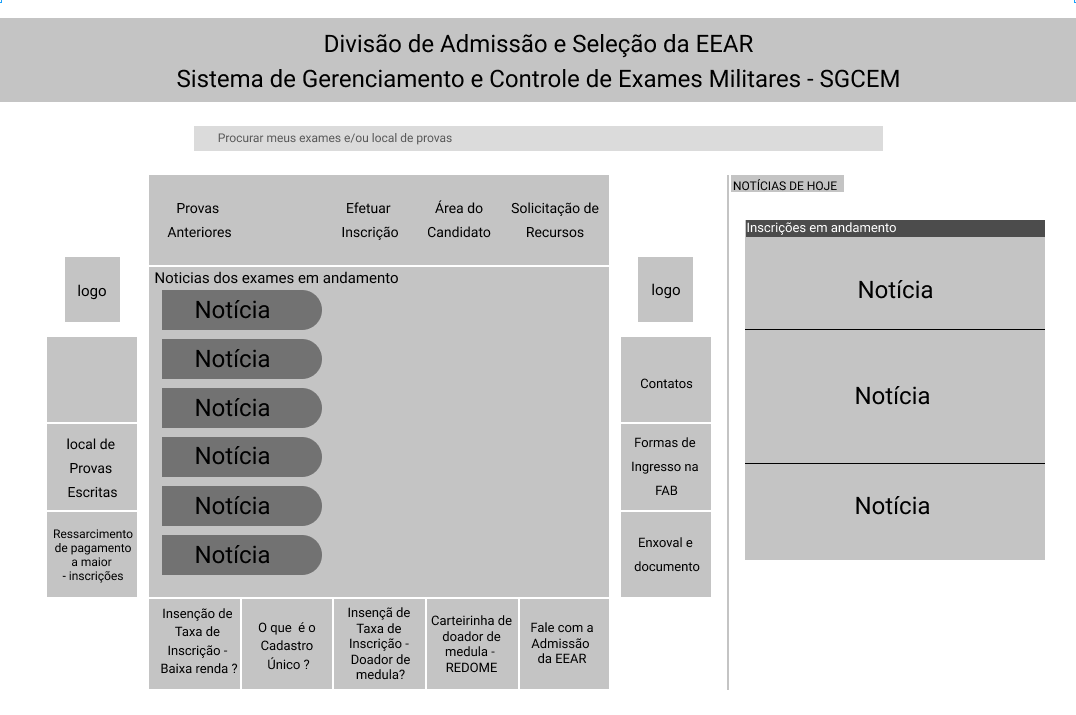 Divisão de Admissão e Seleção da EEAR
Sistema de Gerenciamento e Controle de Exames Militares - SGCEM
Procurar meus exames e/ou local de provas
Provas
Anteriores
Efetuar
Inscrição
Área do
Candidato
Solicitação de
Recursos
Noticias dos exames em andamento
Notícia
Notícia
Notícia
Notícia
Notícia
Notícia
logo
local de
Provas
Escritas
Ressarcimento
de pagamento
a maior
- inscrições
Insenção de
Taxa de
Inscrição -
Baixa renda ?
O que é o
Cadastro
Único ?
Insençã de
Taxa de
Inscrição -
Doador de
medula?
Carteirinha de
doador de
medula -
REDOME
Fale com a
Admissão
da EEAR
logo
Contatos
Formas de
Ingresso na
FAB
Enxoval e
documento
NOTÍCIAS DE HOJE
Inscrições em andamento
Notícia
Notícia
Notícia